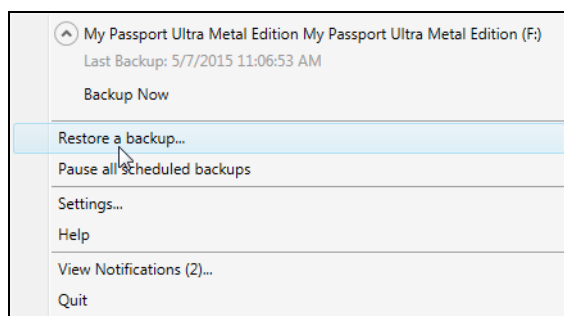 My Passport Ultra Metal Edition My Passport Ultra Metal Edition (F:)
Last Backup: 5/7/2015 11:06:53 AM
Backup Now
Restore a backup...
Pause all scheduled backups
Settings...
Help
View Notifications (2)...
Quit